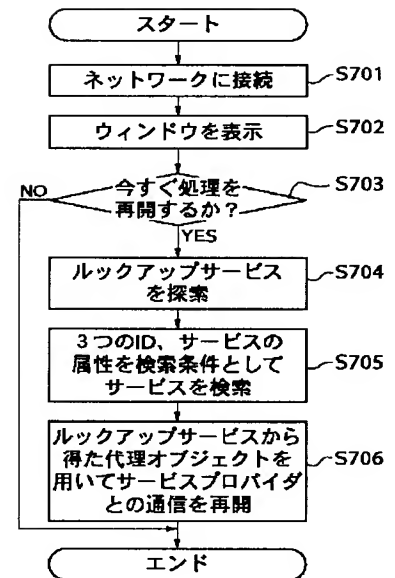 スタート
ネットワークに接続
S701
ウィンドウを表示
S702
今すぐ処理を
再開するか？
S703
NO
YES
ルックアップサービス
を探索
S704
3つのID、サービスの
属性を検索条件として
サービスを検索
S705
ルックアップサービスから
得た代理オブジェクトを
用いてサービスプロバイダ
との通信を再開
S706
エンド